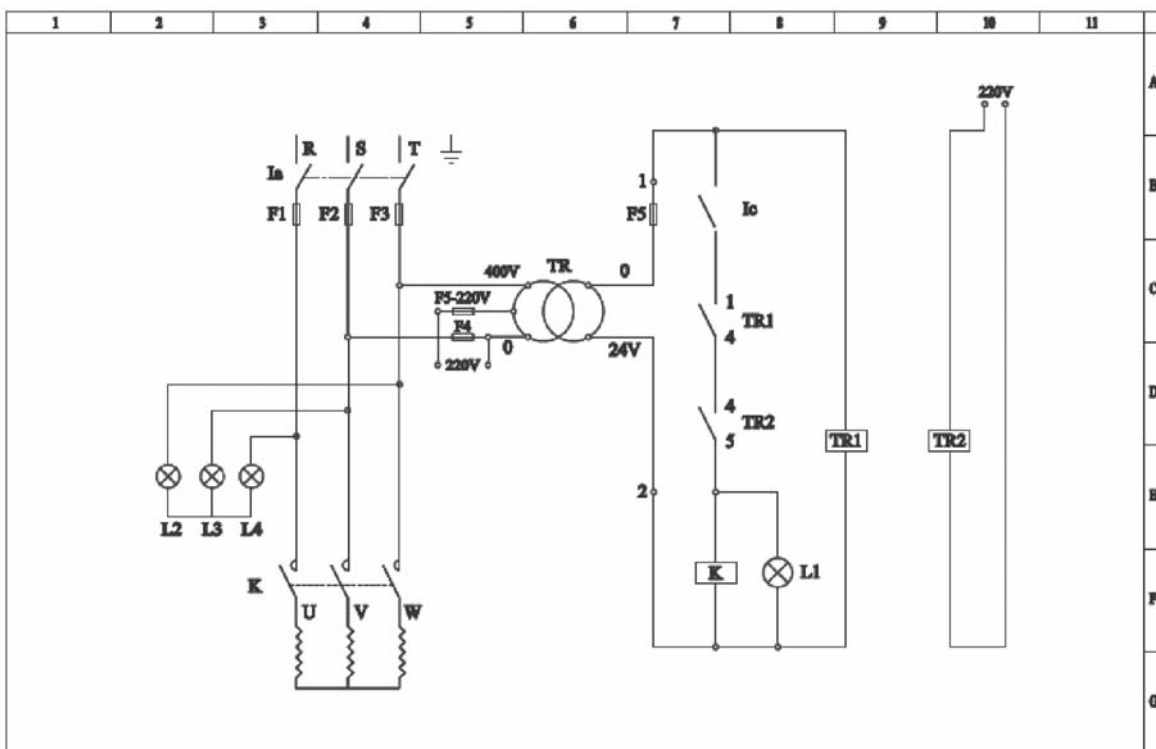 1 2 3 4 5 6 7 8 9 10 11
A
220V
R S T
Ia
B
1
F1 F2 F3
F5
Ic
400V TR 0
C
F5-220V
1
TR1
F4
4
0
24V
220V
D
4
TR2
5
TR1
TR2
2
E
L2 L3 L4
K
K
L1
U V W
F
G